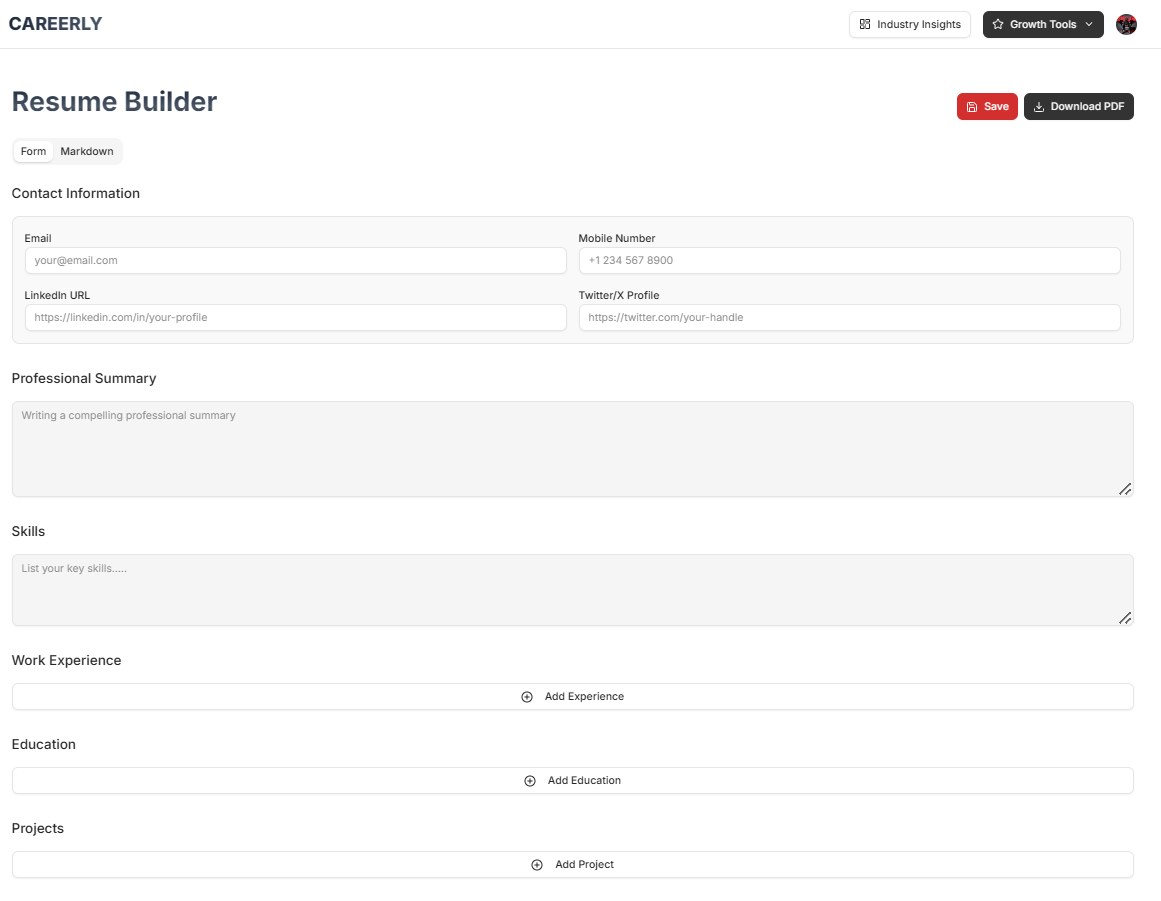 CAREERLY
Industry Insights
Growth Tools
Resume Builder
Save
Download PDF
Form
Markdown
Contact Information
Email
Mobile Number
your@email.com
+1 234 567 8900
LinkedIn URL
Twitter/X Profile
https://linkedin.com/in/your-profile
https://twitter.com/your-handle
Professional Summary
Writing a compelling professional summary
Skills
List your key skills.....
Work Experience
Add Experience
Education
Add Education
Projects
Add Project